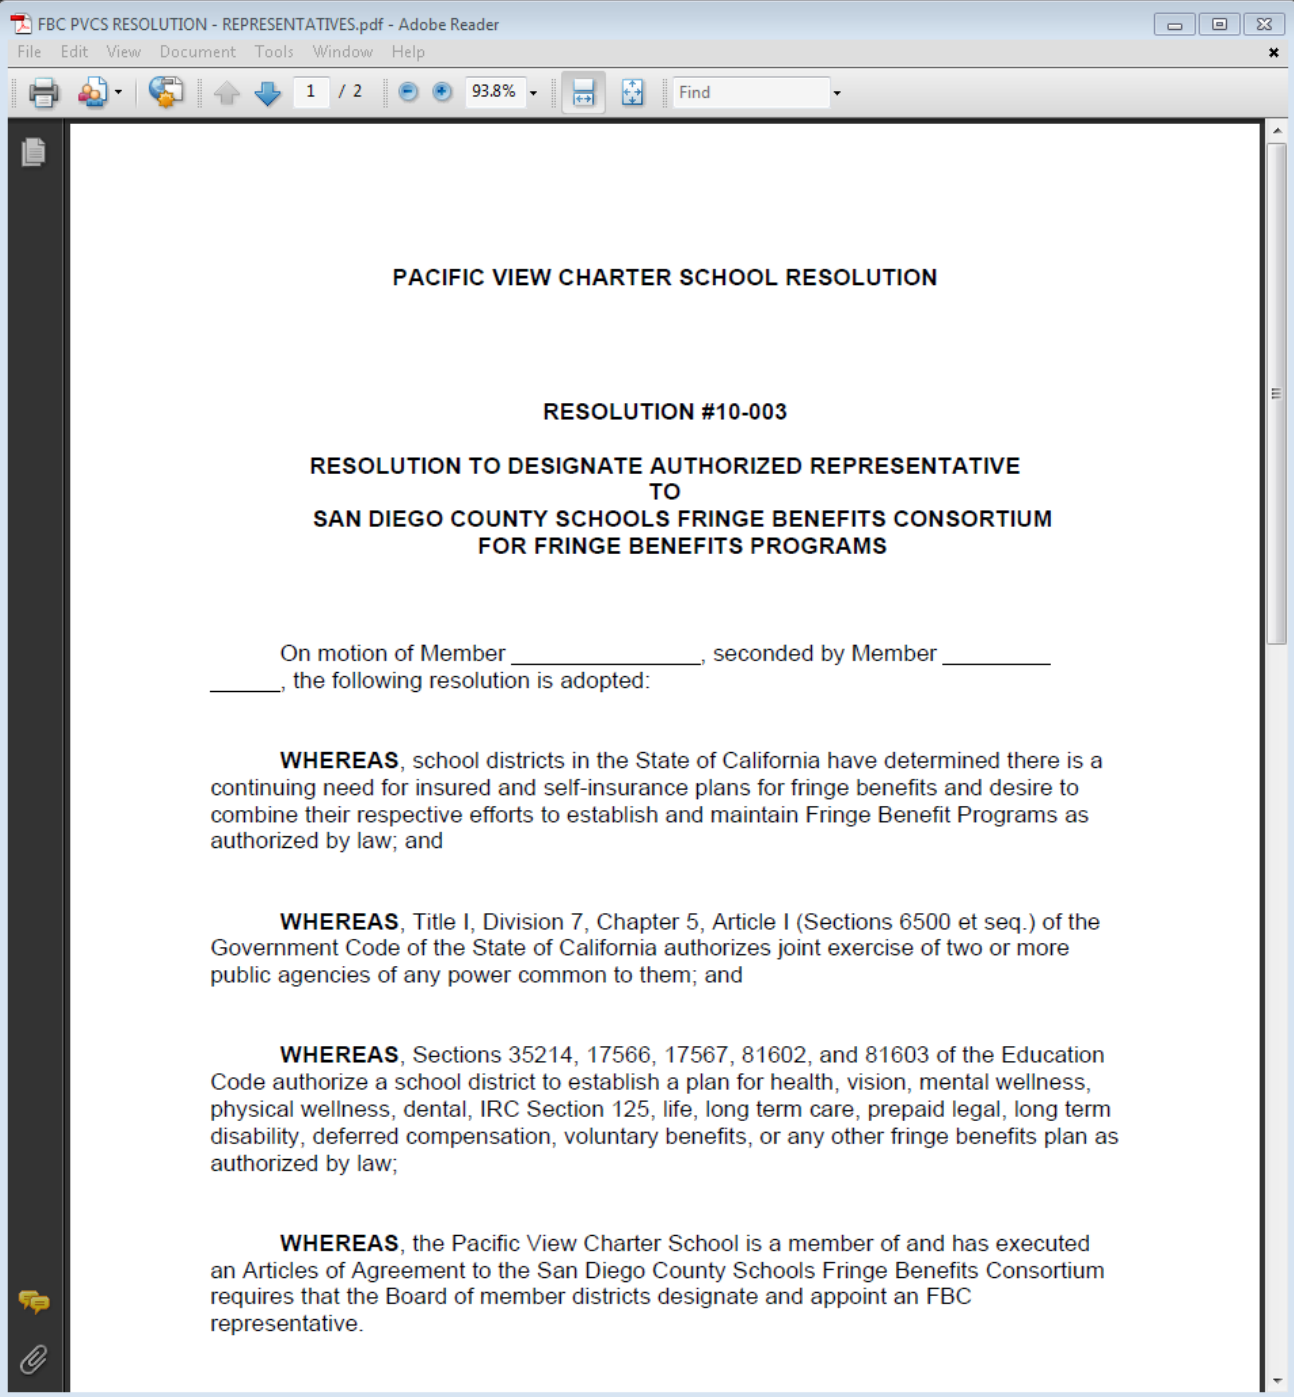 FBC PVCS RESOLUTION - REPRESENTATIVES.pdf - Adobe Reader
File Edit View Document Tools Window Help
1 / 2 93.8% Find
PACIFIC VIEW CHARTER SCHOOL RESOLUTION
RESOLUTION #10-003
RESOLUTION TO DESIGNATE AUTHORIZED REPRESENTATIVE
TO
SAN DIEGO COUNTY SCHOOLS FRINGE BENEFITS CONSORTIUM
FOR FRINGE BENEFITS PROGRAMS
On motion of Member ________________, seconded by Member _________
______, the following resolution is adopted:
WHEREAS, school districts in the State of California have determined there is a
continuing need for insured and self-insurance plans for fringe benefits and desire to
combine their respective efforts to establish and maintain Fringe Benefit Programs as
authorized by law; and
WHEREAS, Title I, Division 7, Chapter 5, Article I (Sections 6500 et seq.) of the
Government Code of the State of California authorizes joint exercise of two or more
public agencies of any power common to them; and
WHEREAS, Sections 35214, 17566, 17567, 81602, and 81603 of the Education
Code authorize a school district to establish a plan for health, vision, mental wellness,
physical wellness, dental, IRC Section 125, life, long term care, prepaid legal, long term
disability, deferred compensation, voluntary benefits, or any other fringe benefits plan as
authorized by law;
WHEREAS, the Pacific View Charter School is a member of and has executed
an Articles of Agreement to the San Diego County Schools Fringe Benefits Consortium
requires that the Board of member districts designate and appoint an FBC
representative.